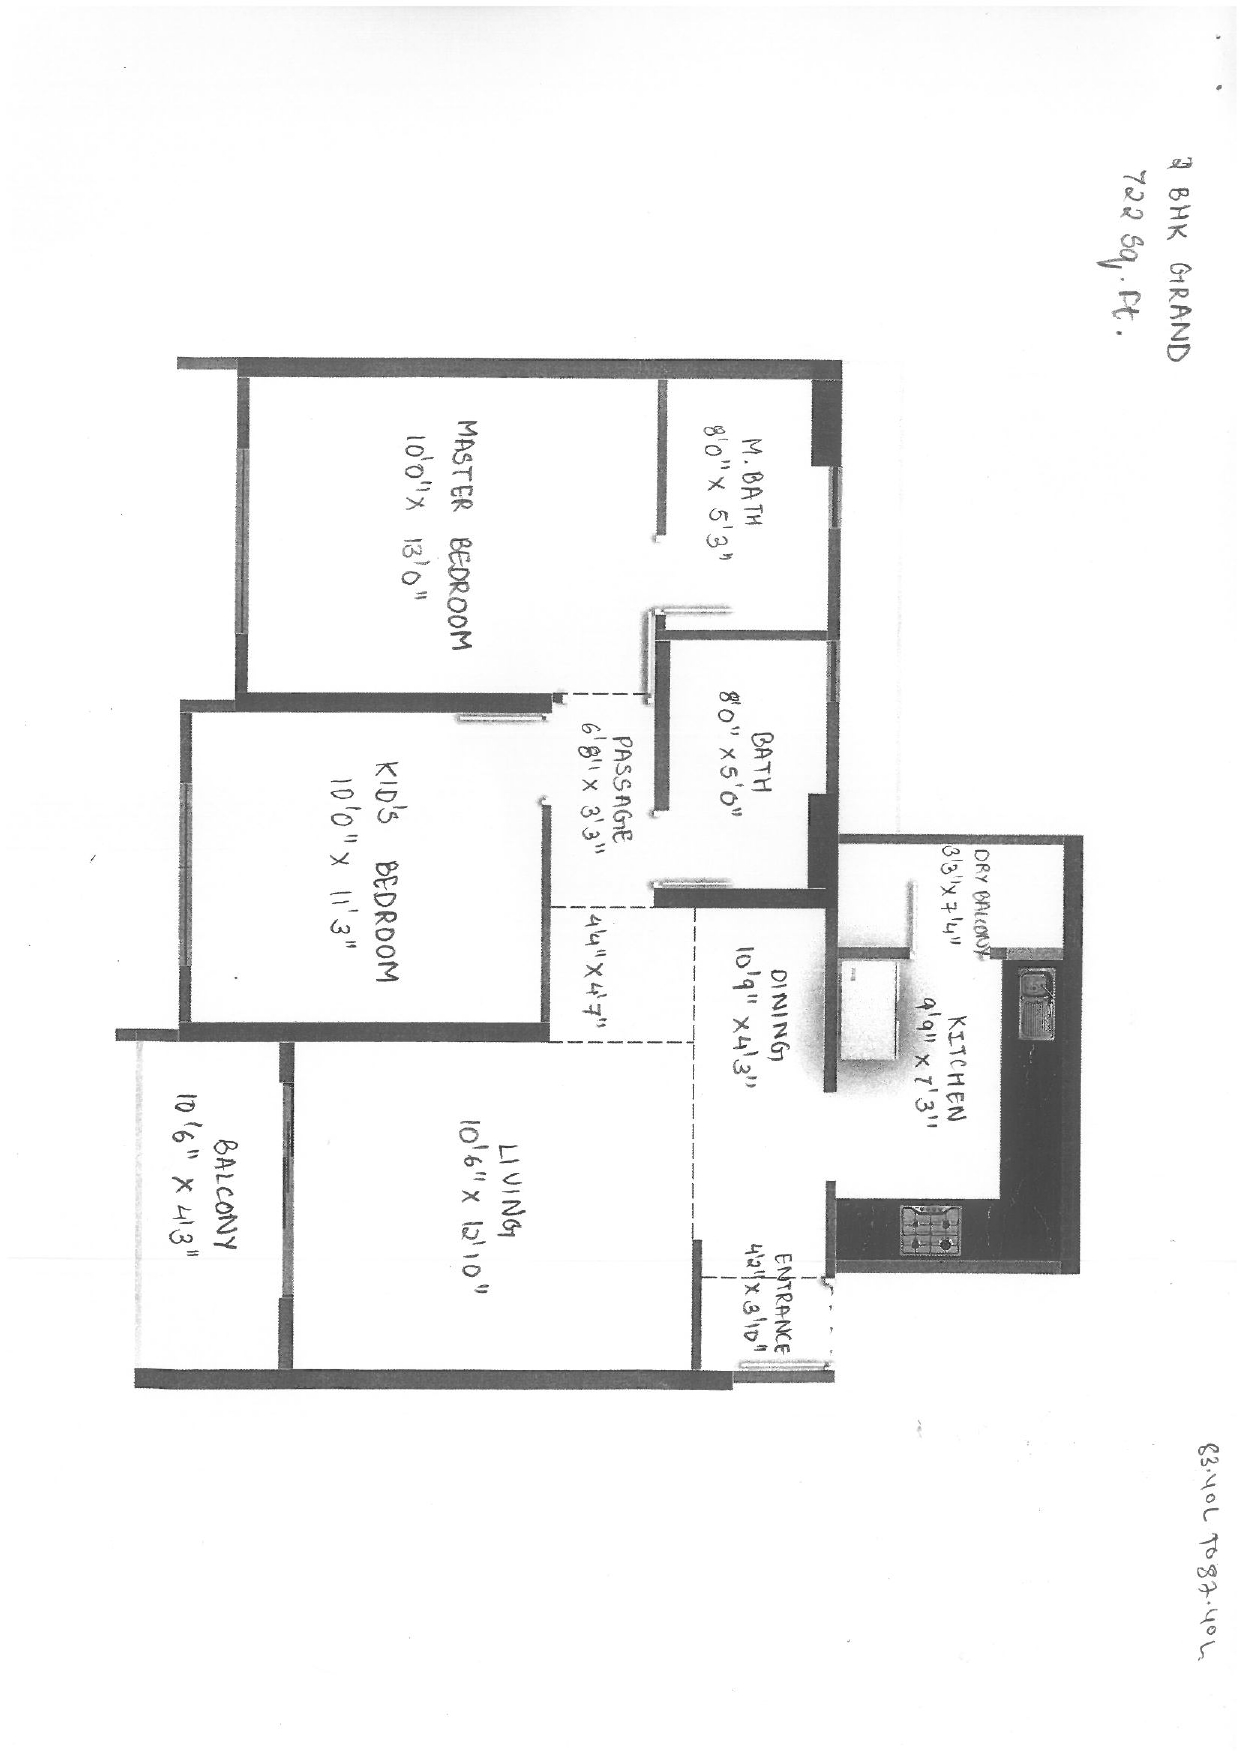 2 BHK GRAND
722 Sq. Ft.
83.40L TO 87.40L
DRY BALCONY
3'3" X 7'4"
KITCHEN
9'9" X 7'3"
M. BATH
8'0" X 5'3"
BATH
8'0" X 5'0"
DINING
10'9" X 4'3"
ENTRANCE
4'2" X 3'10"
PASSAGE
6'8" X 3'3"
4'4" X 4'7"
MASTER BEDROOM
10'0" X 13'0"
KID'S BEDROOM
10'0" X 11'3"
LIVING
10'6" X 12'10"
BALCONY
10'6" X 4'3"